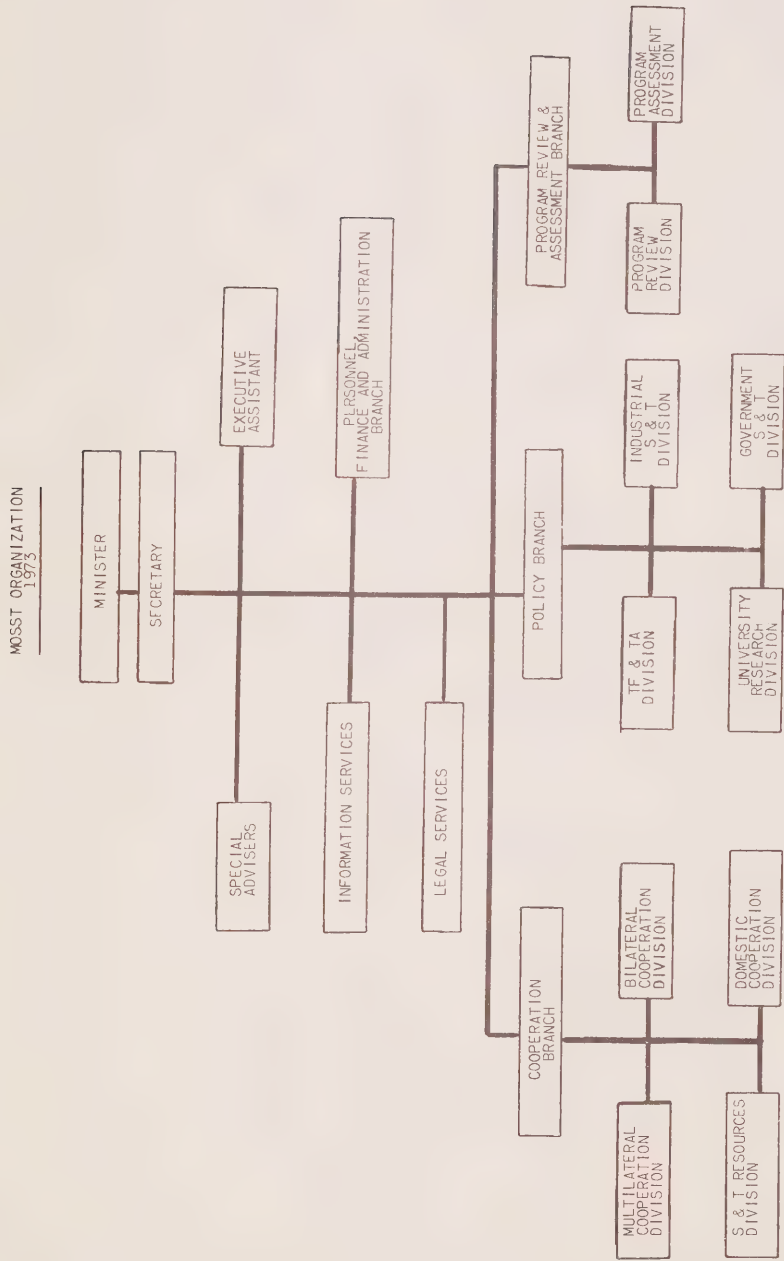 MOSST ORGANIZATION
1973
MINISTER
SECRETARY
SPECIAL
ADVISERS
EXECUTIVE
ASSISTANT
INFORMATION SERVICES
PLRSONNEL,
FINANCE AND ADMINISTRATION
BRANCH
LEGAL SERVICES
COOPERATION
BRANCH
POLICY BRANCH
PROGRAM REVIEW &
ASSESSMENT BRANCH
MULTILATERAL
COOPERATION
DIVISION
BILATERAL
COOPERATION
DIVISION
TF & TA
DIVISION
INDUSTRIAL
S & T
DIVISION
PROGRAM
REVIEW
DIVISION
PROGRAM
ASSESSMENT
DIVISION
S & T RESOURCES
DIVISION
DOMESTIC
COOPERATION
DIVISION
UNIVERSITY
RESEARCH
DIVISION
GOVERNMENT
S & T
DIVISION